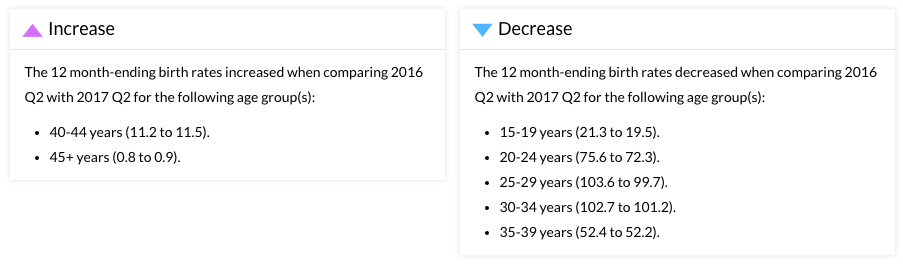 Increase
The 12 month-ending birth rates increased when comparing 2016
Q2 with 2017 Q2 for the following age group(s):
• 40-44 years (11.2 to 11.5).
• 45+ years (0.8 to 0.9).
Decrease
The 12 month-ending birth rates decreased when comparing 2016
Q2 with 2017 Q2 for the following age group(s):
• 15-19 years (21.3 to 19.5).
• 20-24 years (75.6 to 72.3).
• 25-29 years (103.6 to 99.7).
• 30-34 years (102.7 to 101.2).
• 35-39 years (52.4 to 52.2).